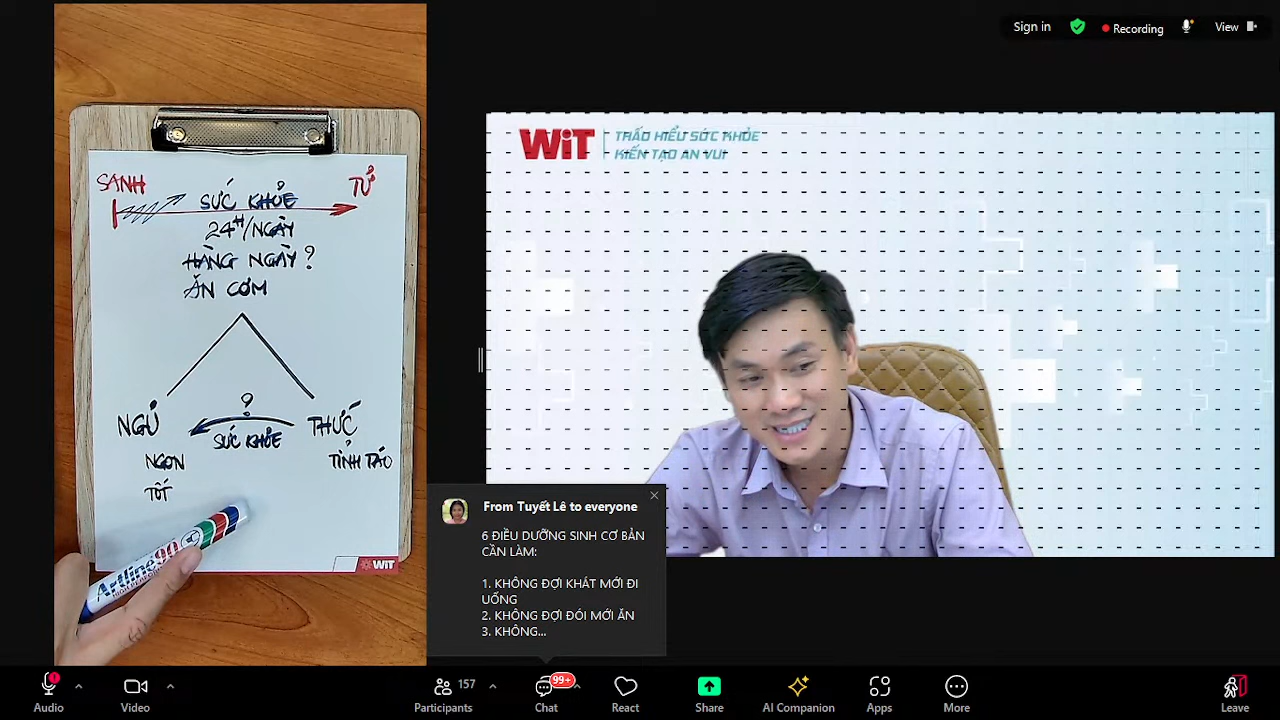 Sign in
Recording
View
WiT
THẤU HIỂU SỨC KHỎE
KIẾN TẠO AN VUI
SANH
TỬ
SỨC KHỎE
24H/NGÀY
HÀNG NGÀY?
ĂN CƠM
?
NGỦ
THỨC
SỨC KHỎE
NGON
TỈNH TÁO
TỐT
Artline 90
WiT
From Tuyết Lê to everyone
6 ĐIỀU DƯỠNG SINH CƠ BẢN
CẦN LÀM:
1. KHÔNG ĐỢI KHÁT MỚI ĐI
UỐNG
2. KHÔNG ĐỢI ĐÓI MỚI ĂN
3. KHÔNG...
Audio
Video
157
Participants
99+
Chat
React
Share
AI Companion
Apps
More
Leave